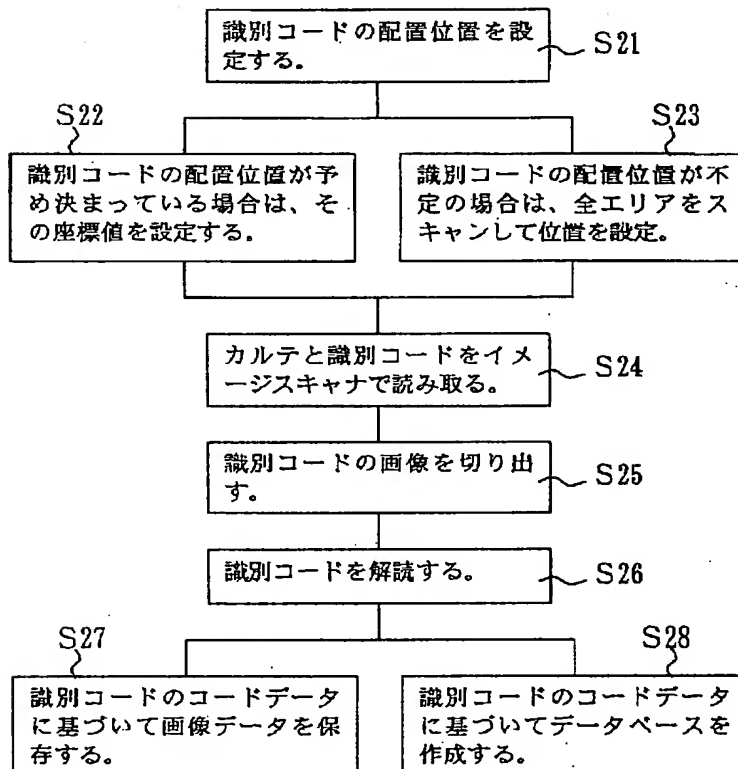 識別コードの配置位置を設
定する。
S21
S22
識別コードの配置位置が予
め決まっている場合は、そ
の座標値を設定する。
S23
識別コードの配置位置が不
定の場合は、全エリアをス
キャンして位置を設定。
カルテと識別コードをイメ
ージスキャナで読み取る。
S24
識別コードの画像を切り出
す。
S25
識別コードを解読する。
S26
S27
識別コードのコードデータ
に基づいて画像データを保
存する。
S28
識別コードのコードデータ
に基づいてデータベースを
作成する。